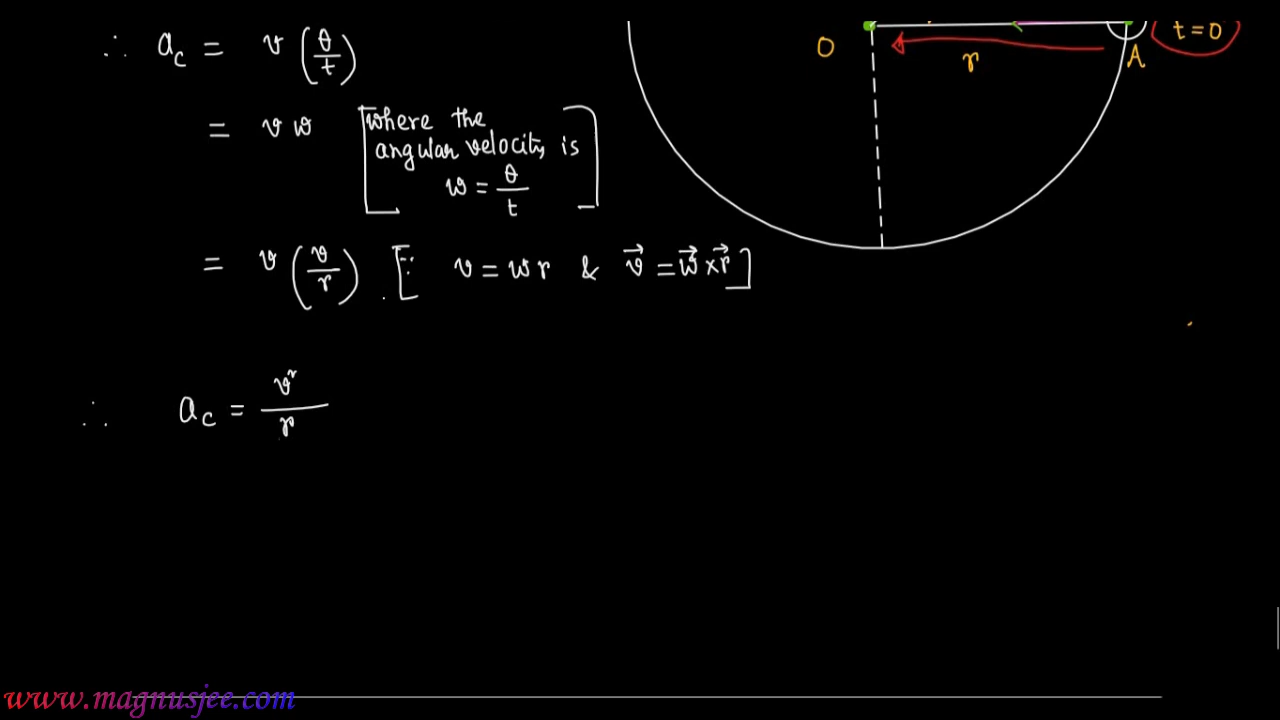 ∴ a_c = v (θ/t)
= v ω [where the
angular velocity is
ω = θ/t]
= v (v/r) [∵ v = ωr & v⃗ = ω⃗ × r⃗]
∴ a_c = v²/r
O
r
A
t = 0
www.magnusjee.com